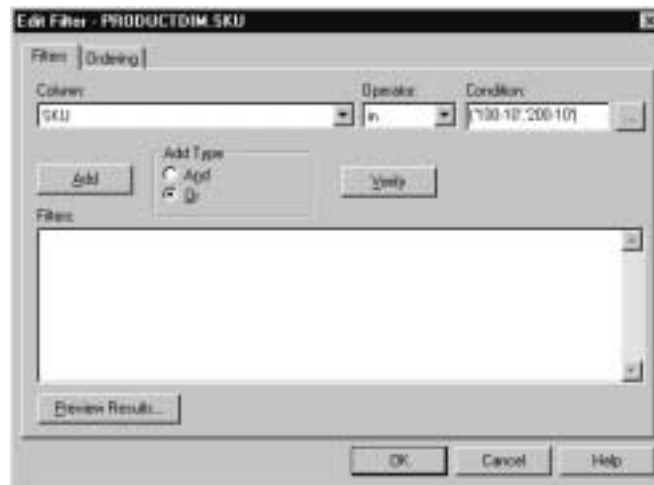 Edit Filter - PRODUCTDIM.SKU
Filters Ordering
Column: Operator: Condition:
SKU in ('100-10','200-10') ...
Add Type
Add And Verify
Or
Filters:
Preview Results...
OK Cancel Help